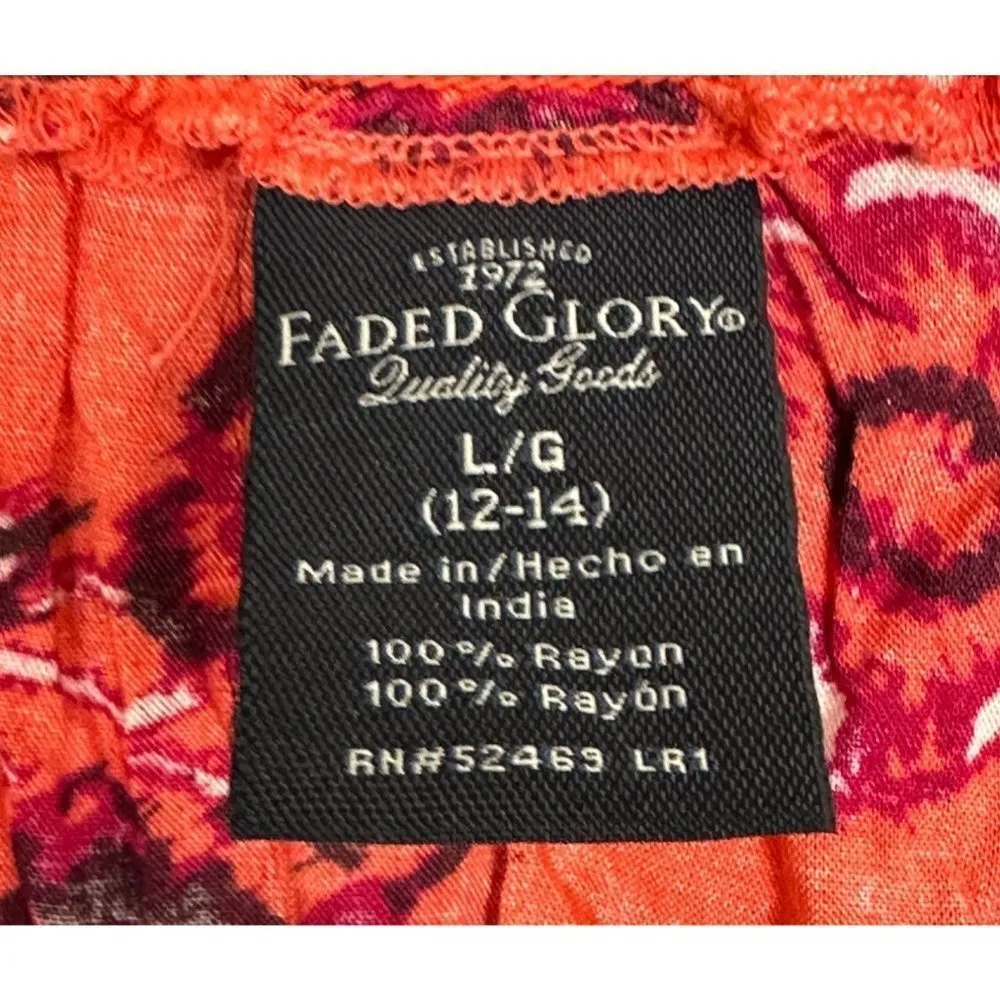 ESTABLISHED
1972
FADED GLORY®
Quality Goods
L/G
(12-14)
Made in/Hecho en
India
100% Rayon
100% Rayón
RN#52469 LR1